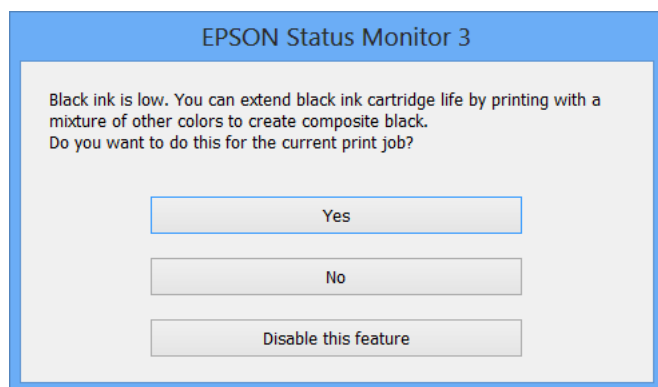 EPSON Status Monitor 3
Black ink is low. You can extend black ink cartridge life by printing with a
mixture of other colors to create composite black.
Do you want to do this for the current print job?
Yes
No
Disable this feature